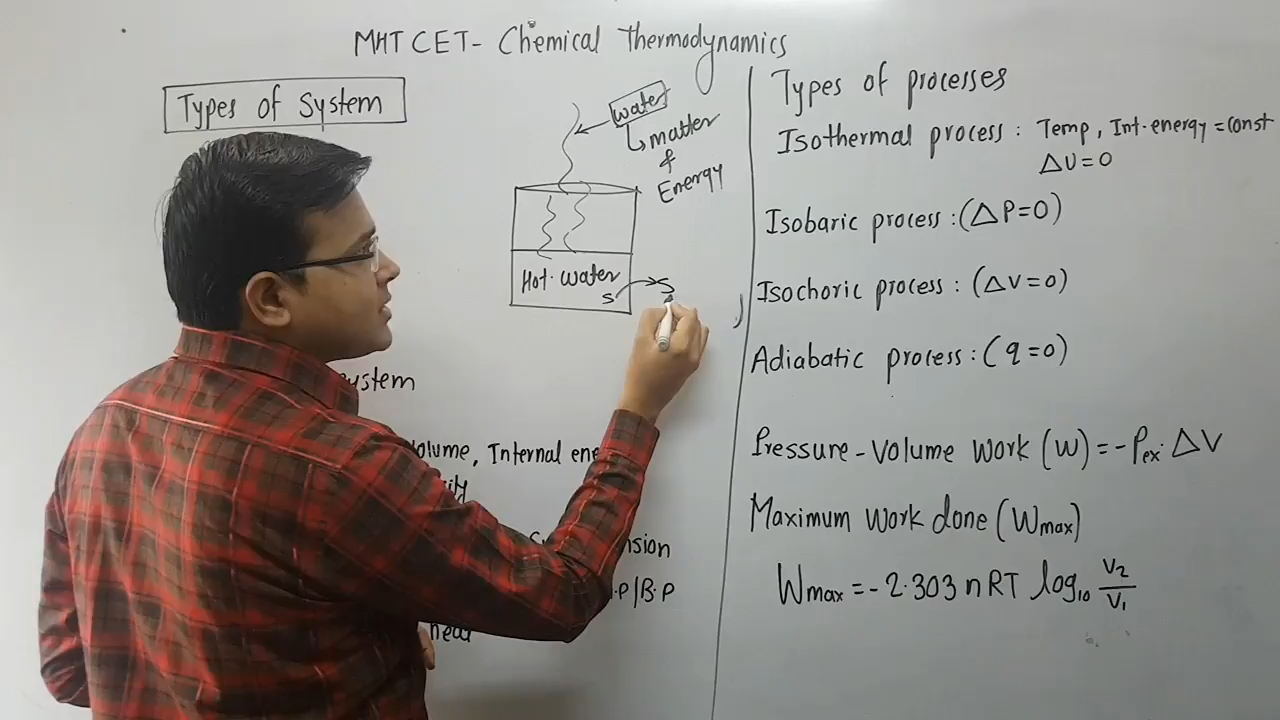 MHT CET- Chemical Thermodynamics
Types of System
water
matter
&
Energy
Hot water
S S
system
Volume, Internal ene
sion
.P/B.P
heat
Types of processes
Isothermal process : Temp, Int.energy = const
ΔU=0
Isobaric process : (ΔP=0)
Isochoric process : (ΔV=0)
Adiabatic process : (q=0)
Pressure-Volume Work (W) = -Pex. ΔV
Maximum Work done (Wmax)
Wmax = -2.303 nRT log10 V2/V1